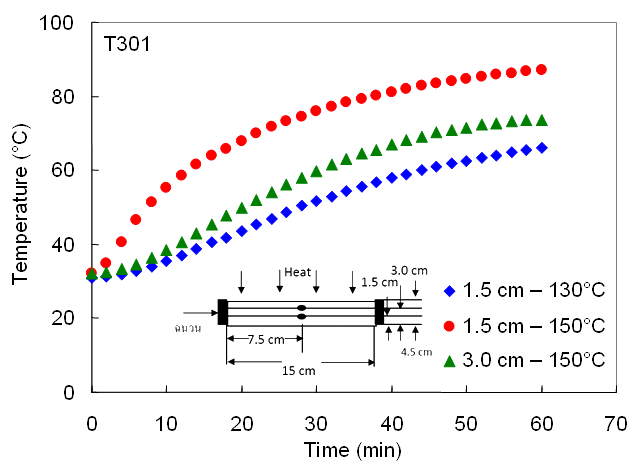 T301
Temperature (°C)
100
80
60
40
20
0
0
10
20
30
40
50
60
70
Time (min)
Heat
1.5 cm
3.0 cm
ฉนวน
7.5 cm
15 cm
4.5 cm
1.5 cm – 130°C
1.5 cm – 150°C
3.0 cm – 150°C